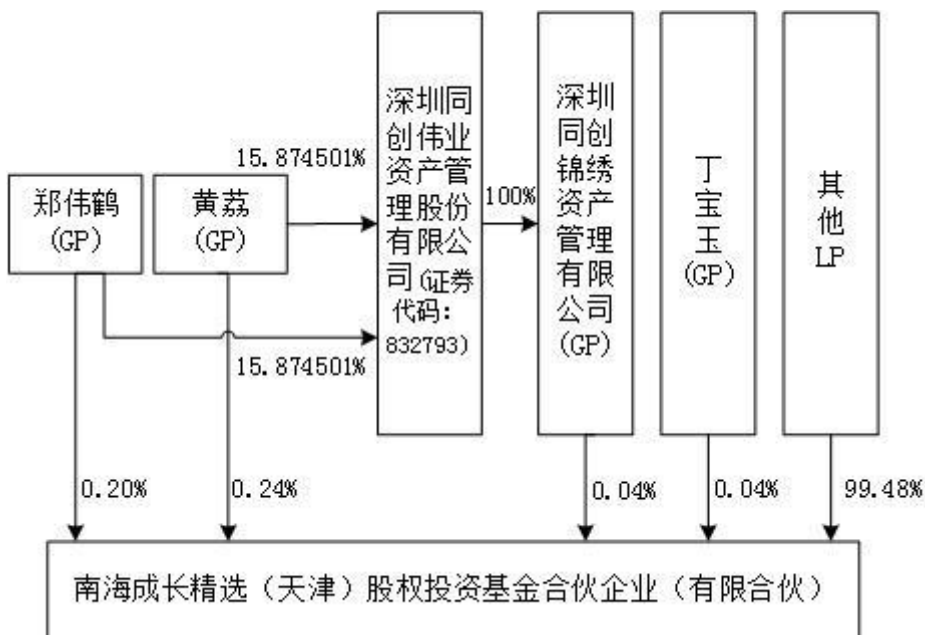 15.874501%
郑伟鹤
(GP)
黄荔
(GP)
深圳同
创伟业
资产管
理股份
有限公
司(证券
代码：
832793)
15.874501%
100%
深圳
同创
锦绣
资产
管理
有限
公司
(GP)
丁
宝
玉
(GP)
其
他
LP
0.20%
0.24%
0.04%
0.04%
99.48%
南海成长精选（天津）股权投资基金合伙企业（有限合伙）